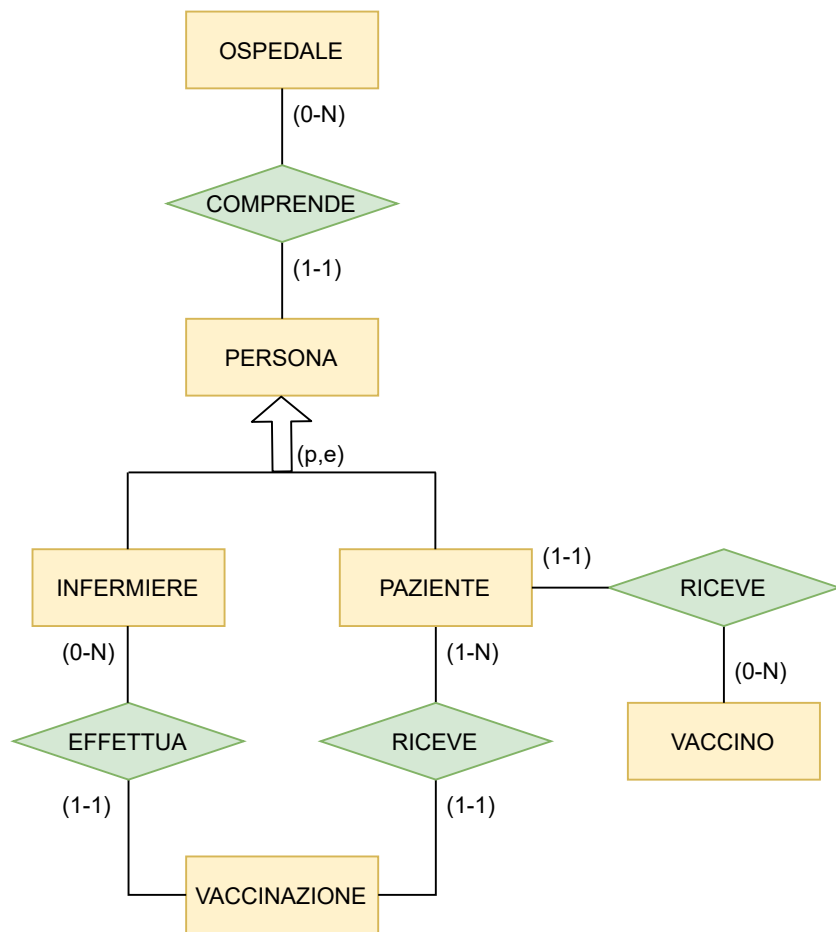 OSPEDALE
(0-N)
COMPRENDE
(1-1)
PERSONA
(p,e)
INFERMIERE
PAZIENTE
(1-1)
RICEVE
(0-N)
(1-N)
(0-N)
EFFETTUA
RICEVE
VACCINO
(1-1)
(1-1)
VACCINAZIONE